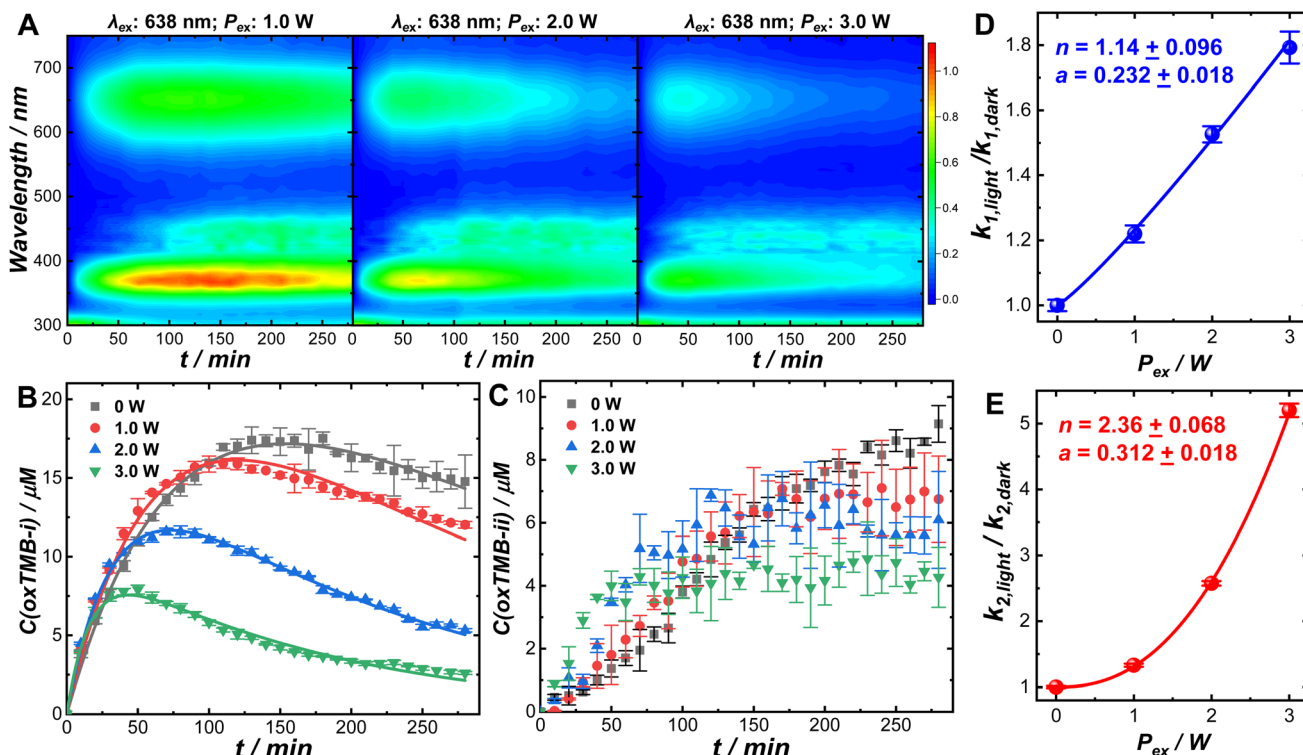 A
λex: 638 nm; Pex: 1.0 W
λex: 638 nm; Pex: 2.0 W
λex: 638 nm; Pex: 3.0 W
Wavelength / nm
700
600
500
400
300
0 50 100 150 200 250
0 50 100 150 200 250
0 50 100 150 200 250
t / min
t / min
t / min
1.0
0.8
0.6
0.4
0.2
0.0
D
n = 1.14 ± 0.096
a = 0.232 ± 0.018
k1,light /k1,dark
1.8
1.6
1.4
1.2
1.0
0 1 2 3
Pex / W
B
0 W
1.0 W
2.0 W
3.0 W
C(oxTMB-i) / μM
20
15
10
5
0
0 50 100 150 200 250
t / min
C
0 W
1.0 W
2.0 W
3.0 W
C(oxTMB-ii) / μM
10
8
6
4
2
0
0 50 100 150 200 250
t / min
E
n = 2.36 ± 0.068
a = 0.312 ± 0.018
k2,light / k2,dark
5
4
3
2
1
0 1 2 3
Pex / W